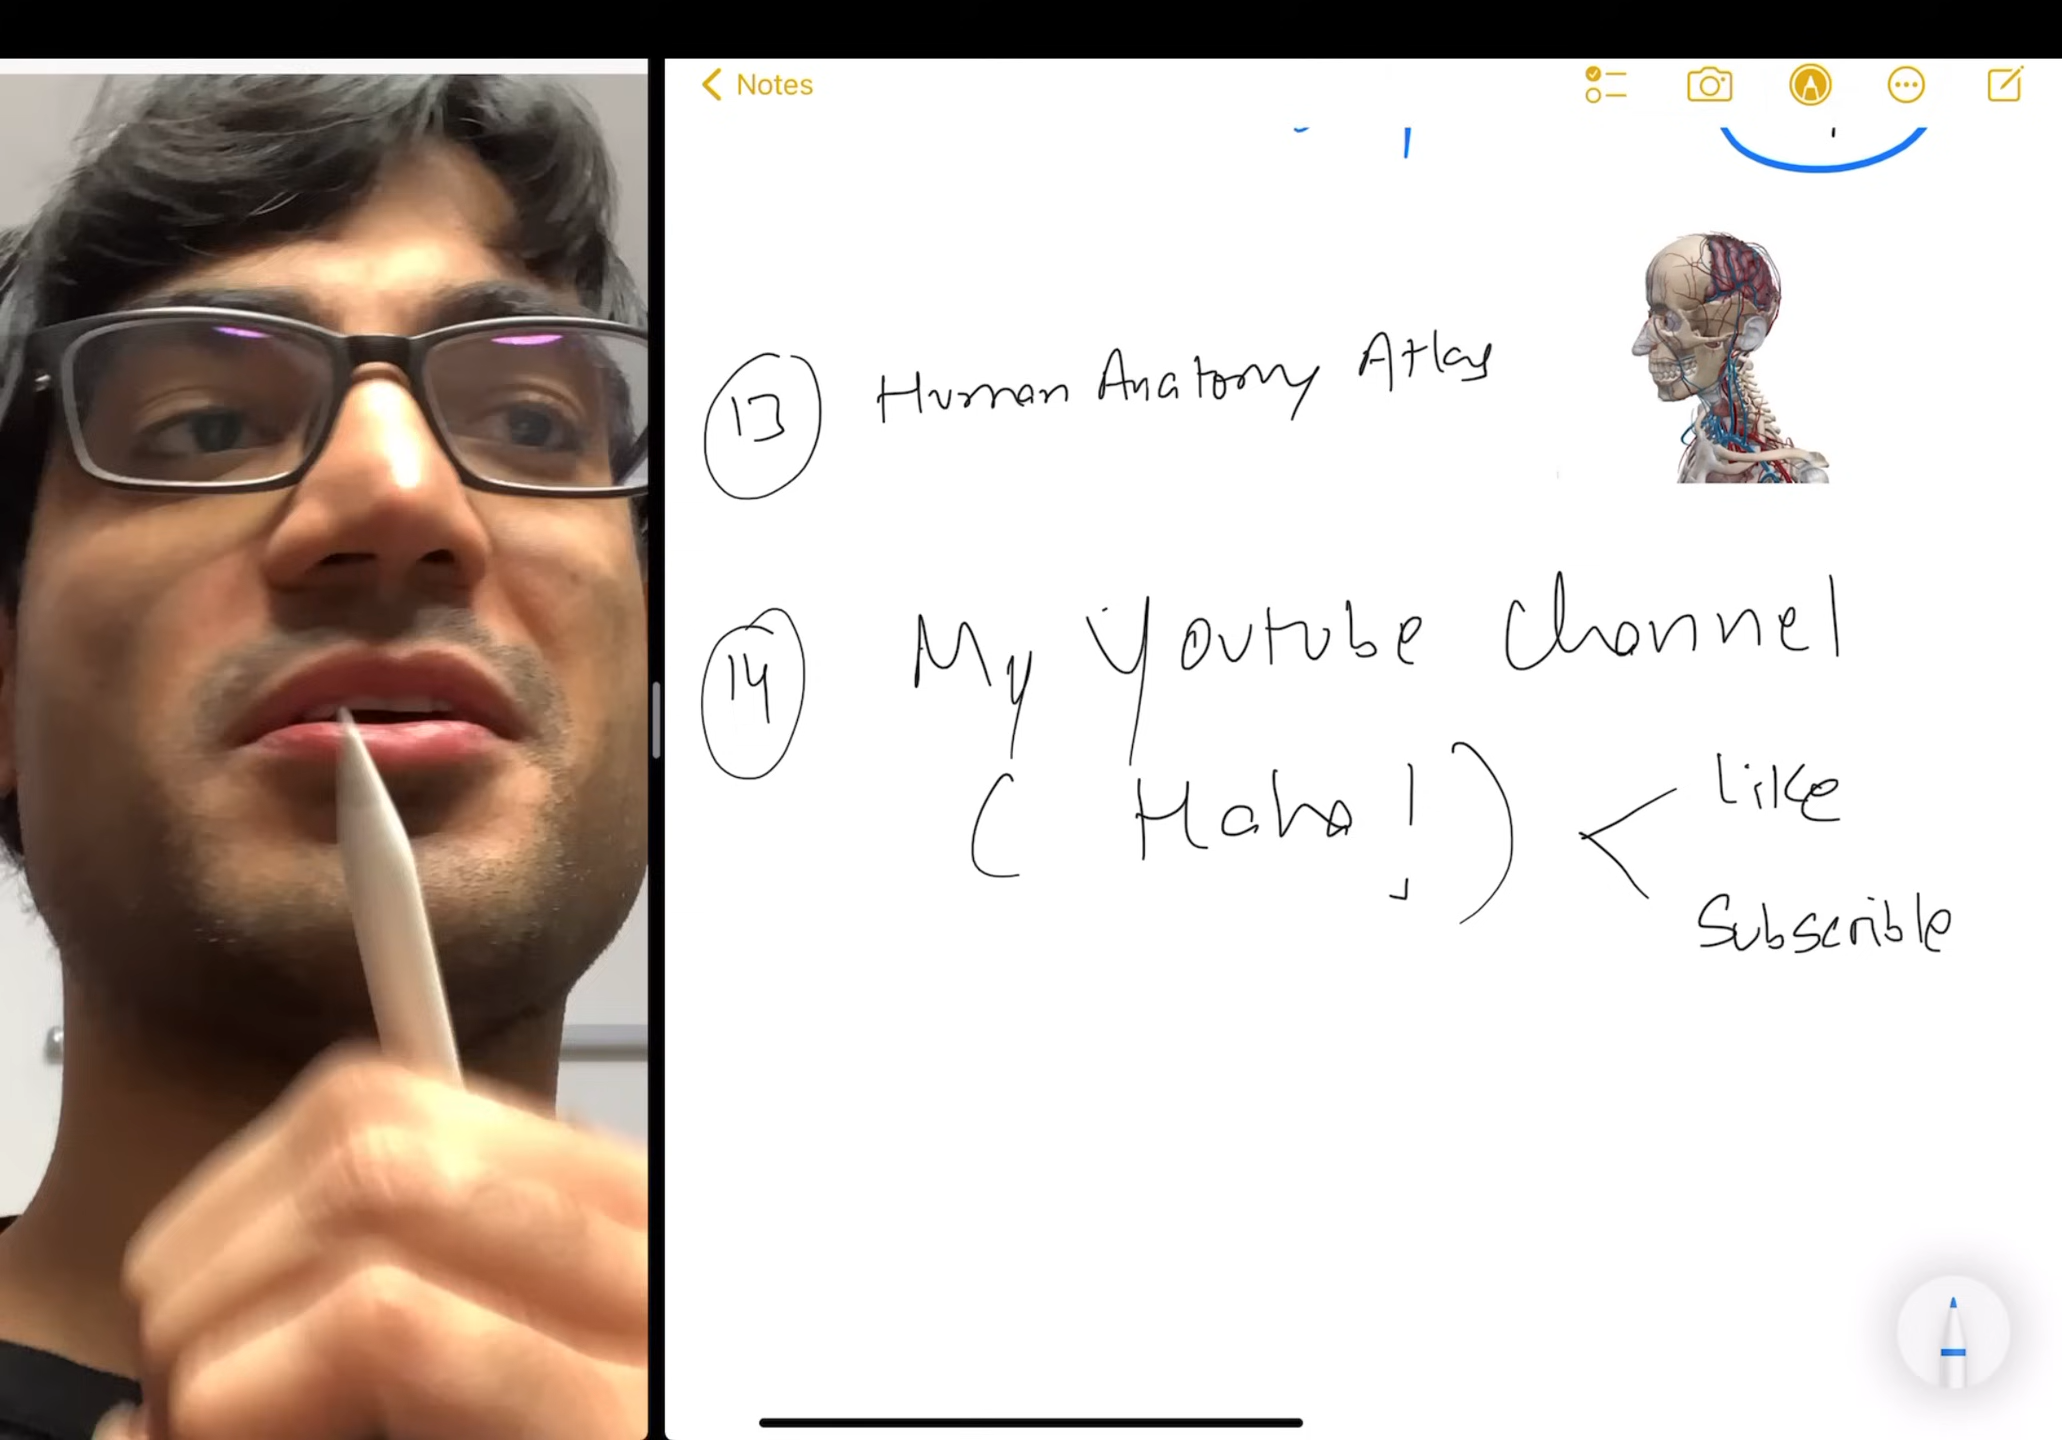 Notes
13 Human Anatomy Atlas
14 My Youtube Channel
( Haha! ) < like
Subscrible